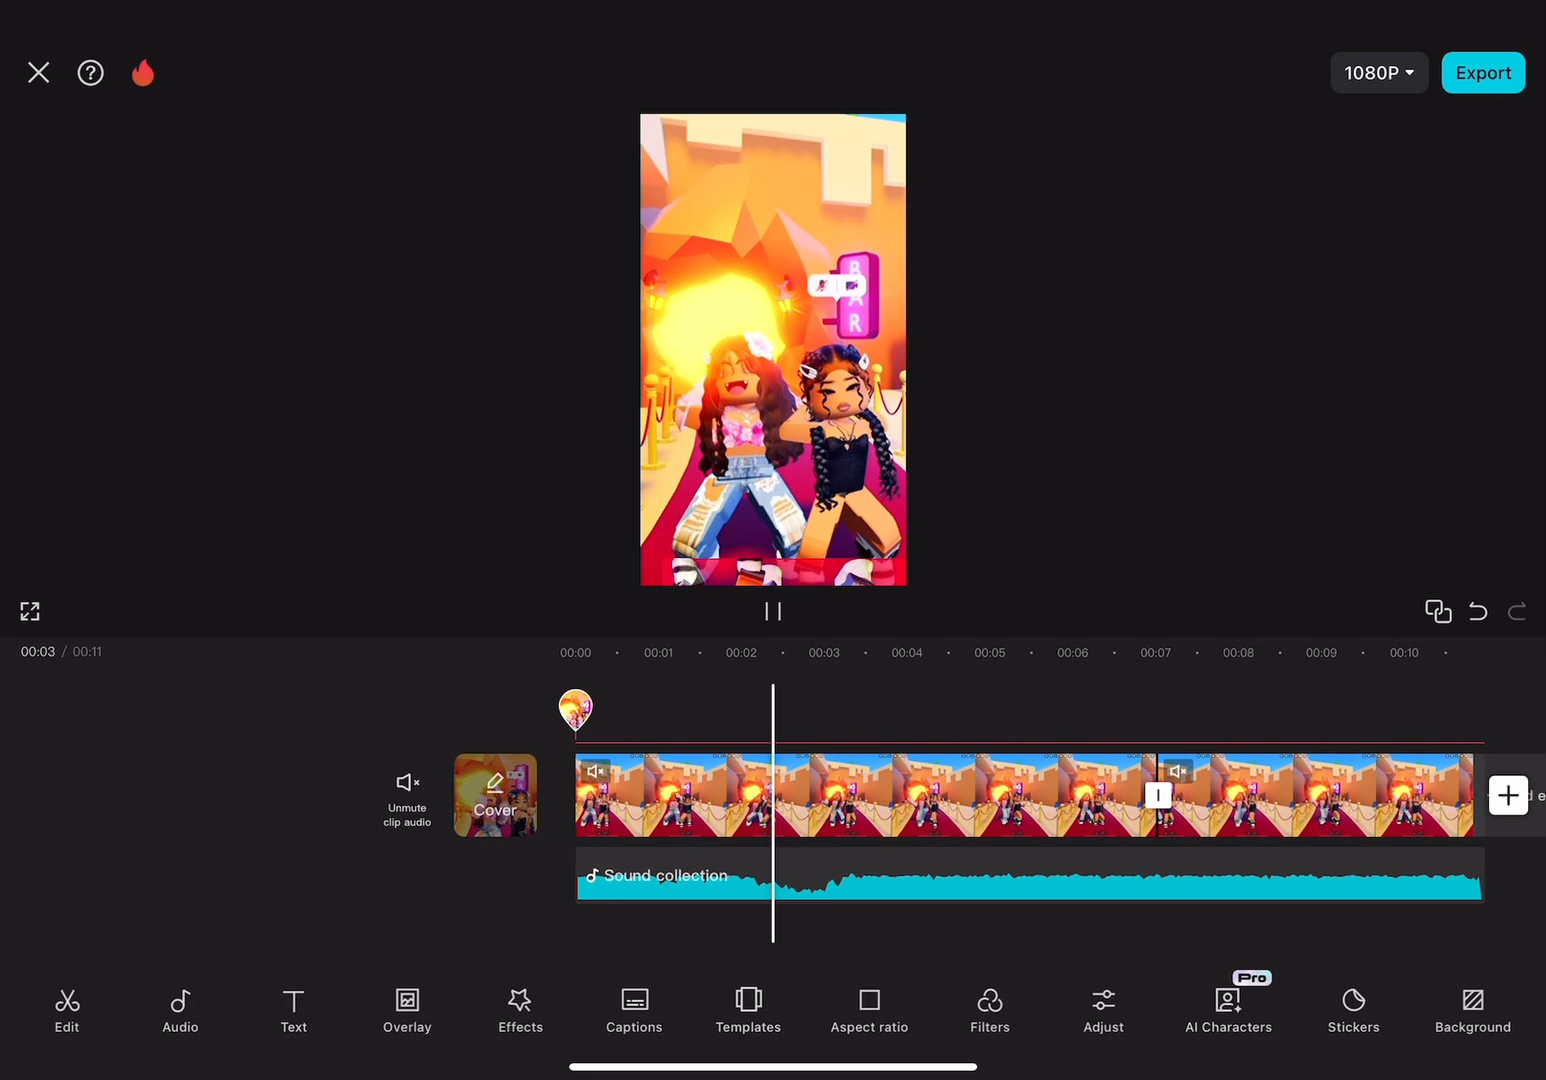 1080P
Export
B
A
R
00:03 / 00:11
00:00
00:01
00:02
00:03
00:04
00:05
00:06
00:07
00:08
00:09
00:10
Unmute
clip audio
Cover
Sound collection
Pro
Edit
Audio
Text
Overlay
Effects
Captions
Templates
Aspect ratio
Filters
Adjust
AI Characters
Stickers
Background